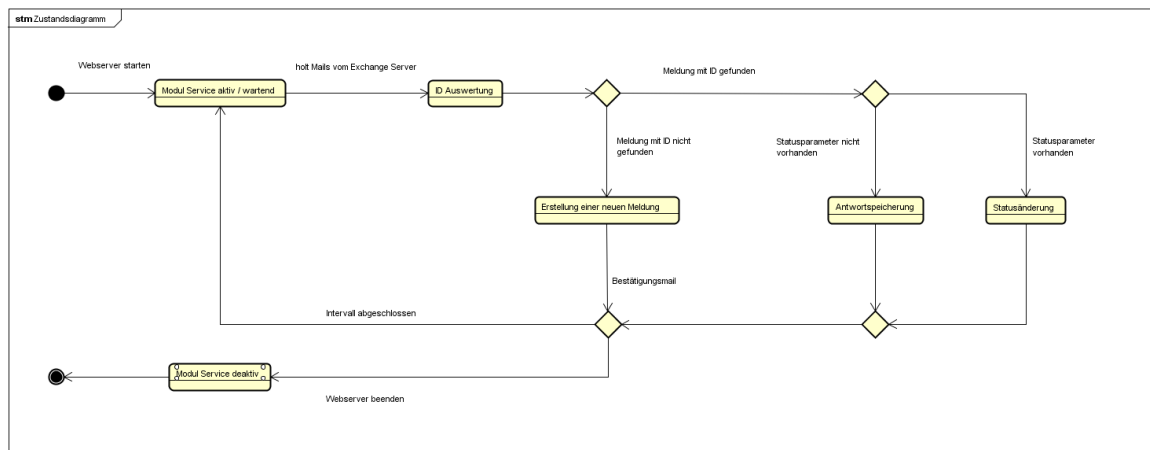 stm Zustandsdiagramm
Webserver starten
holt Mails vom Exchange Server
Meldung mit ID gefunden
Modul Service aktiv / wartend
ID Auswertung
Meldung mit ID nicht
gefunden
Statusparameter nicht
vorhanden
Statusparameter
vorhanden
Erstellung einer neuen Meldung
Antwortspeicherung
Statusänderung
Bestätigungsmail
Intervall abgeschlossen
Modul Service deaktiv
Webserver beenden